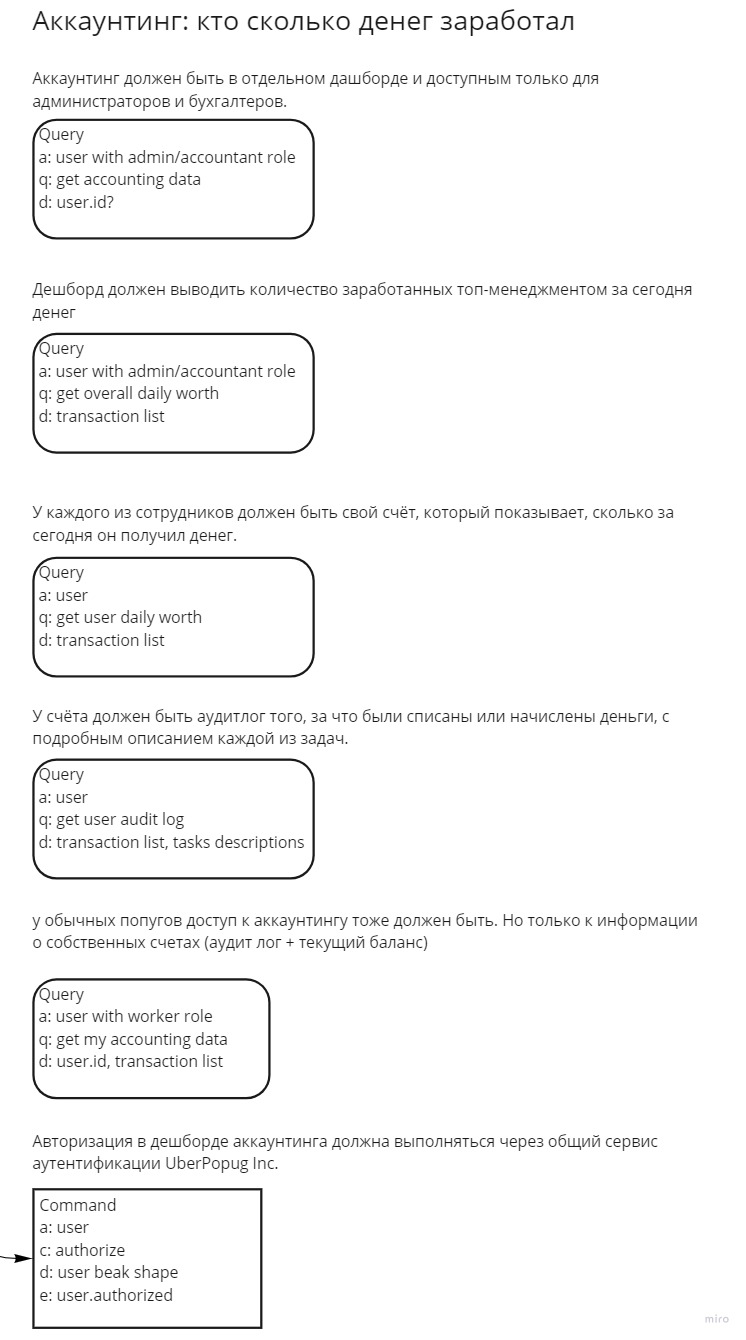 Аккаунтинг: кто сколько денег заработал
Аккаунтинг должен быть в отдельном дашборде и доступным только для
администраторов и бухгалтеров.
Query
a: user with admin/accountant role
q: get accounting data
d: user.id?
Дешборд должен выводить количество заработанных топ-менеджментом за сегодня
денег
Query
a: user with admin/accountant role
q: get overall daily worth
d: transaction list
У каждого из сотрудников должен быть свой счёт, который показывает, сколько за
сегодня он получил денег.
Query
a: user
q: get user daily worth
d: transaction list
У счёта должен быть аудитлог того, за что были списаны или начислены деньги, с
подробным описанием каждой из задач.
Query
a: user
q: get user audit log
d: transaction list, tasks descriptions
у обычных попугов доступ к аккаунтингу тоже должен быть. Но только к информации
о собственных счетах (аудит лог + текущий баланс)
Query
a: user with worker role
q: get my accounting data
d: user.id, transaction list
Авторизация в дешборде аккаунтинга должна выполняться через общий сервис
аутентификации UberPopug Inc.
Command
a: user
c: authorize
d: user beak shape
e: user.authorized
miro